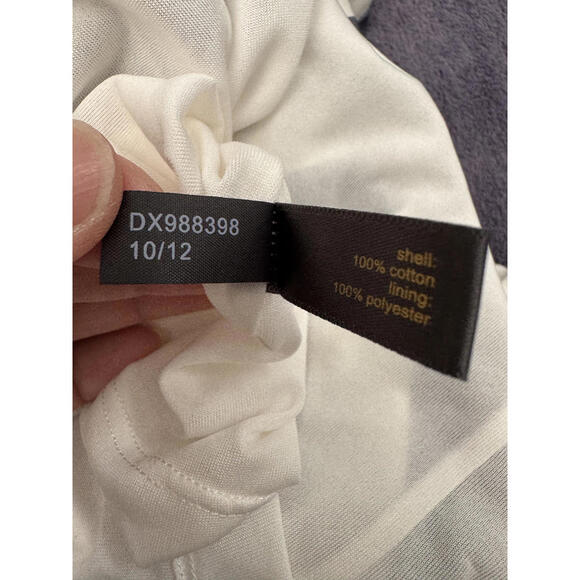 DX988398
10/12
shell:
100% cotton
lining:
100% polyester